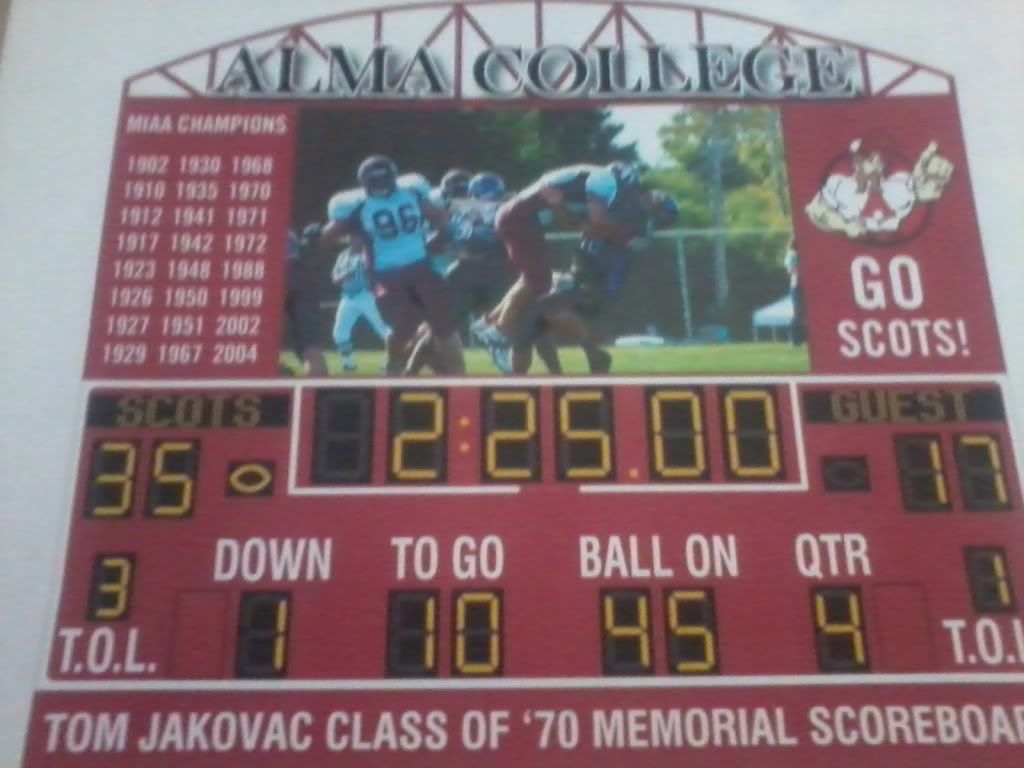 ALMA COLLEGE
MIAA CHAMPIONS
1902 1930 1968
1910 1935 1970
1912 1941 1971
1917 1942 1972
1923 1948 1988
1926 1950 1999
1927 1951 2002
1929 1967 2004
96
A
GO
SCOTS!
SCOTS
2:25.00
GUEST
35
17
DOWN TO GO BALL ON QTR
3
1
T.O.L.
1 10 45 4
T.O.L
TOM JAKOVAC CLASS OF ‘70 MEMORIAL SCOREBOAR